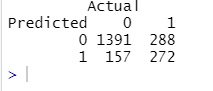 Actual
Predicted 0 1
0 1391 288
1 157 272
>